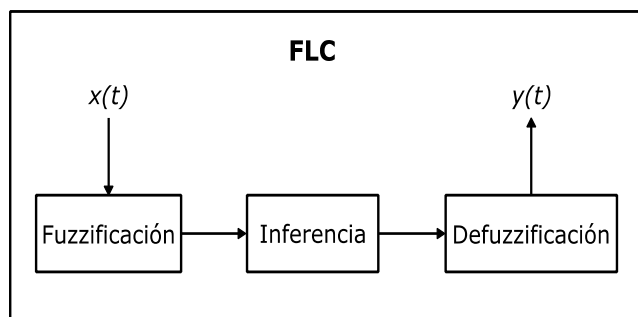 FLC
x(t)
y(t)
Fuzzificación
Inferencia
Defuzzificación